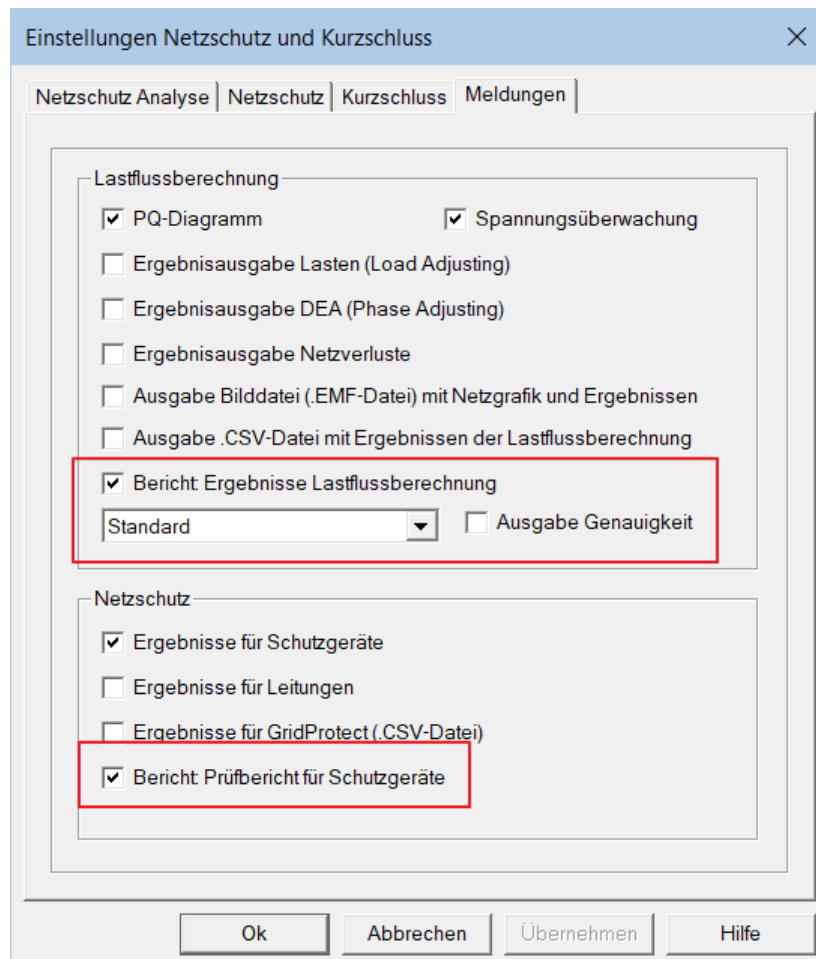 Einstellungen Netzschutz und Kurzschluss
Netzschutz Analyse Netzschutz Kurzschluss Meldungen
Lastflussberechnung
PQ-Diagramm Spannungsüberwachung
Ergebnisausgabe Lasten (Load Adjusting)
Ergebnisausgabe DEA (Phase Adjusting)
Ergebnisausgabe Netzverluste
Ausgabe Bilddatei (.EMF-Datei) mit Netzgrafik und Ergebnissen
Ausgabe .CSV-Datei mit Ergebnissen der Lastflussberechnung
Bericht: Ergebnisse Lastflussberechnung
Standard Ausgabe Genauigkeit
Netzschutz
Ergebnisse für Schutzgeräte
Ergebnisse für Leitungen
Ergebnisse für GridProtect (.CSV-Datei)
Bericht: Prüfbericht für Schutzgeräte
Ok Abbrechen Übernehmen Hilfe